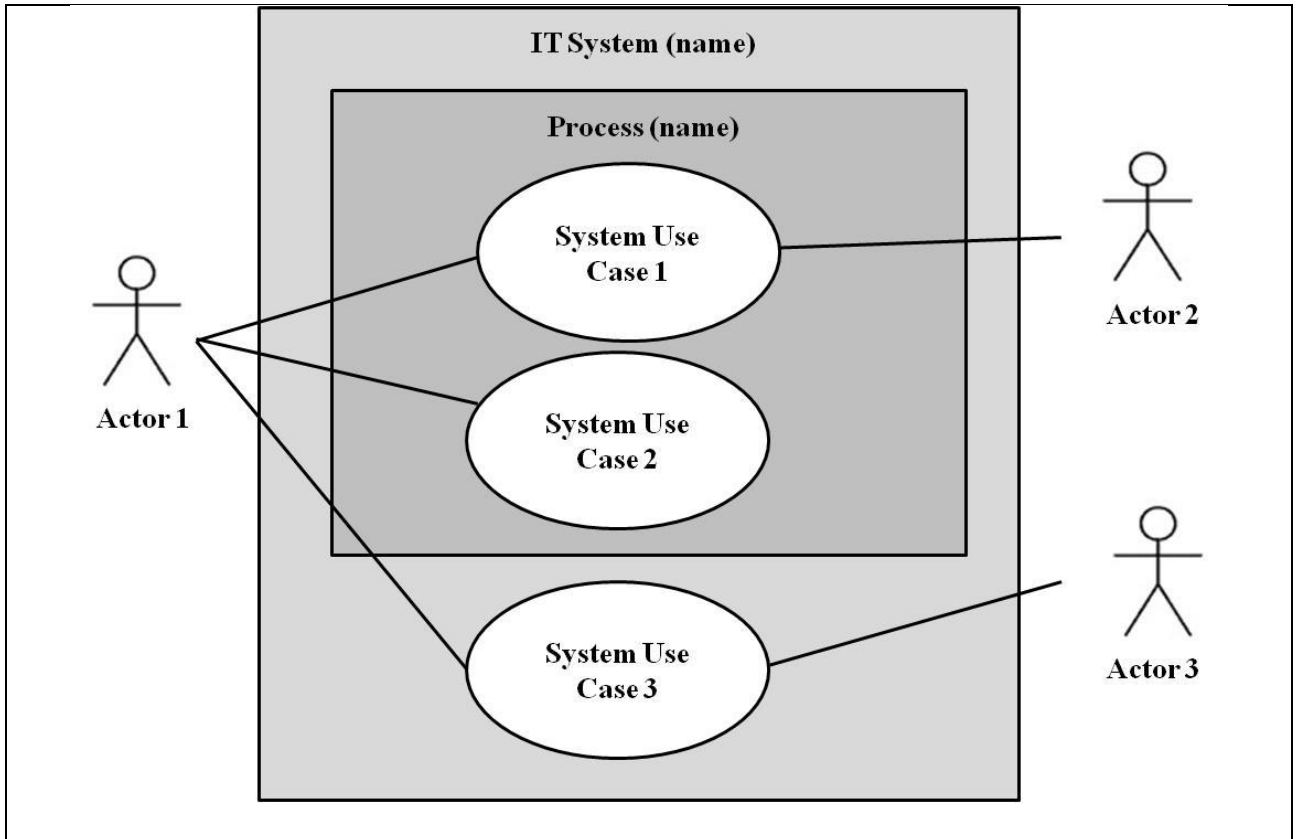 IT System (name)
Process (name)
System Use
Case 1
Actor 2
System Use
Case 2
Actor 1
System Use
Case 3
Actor 3